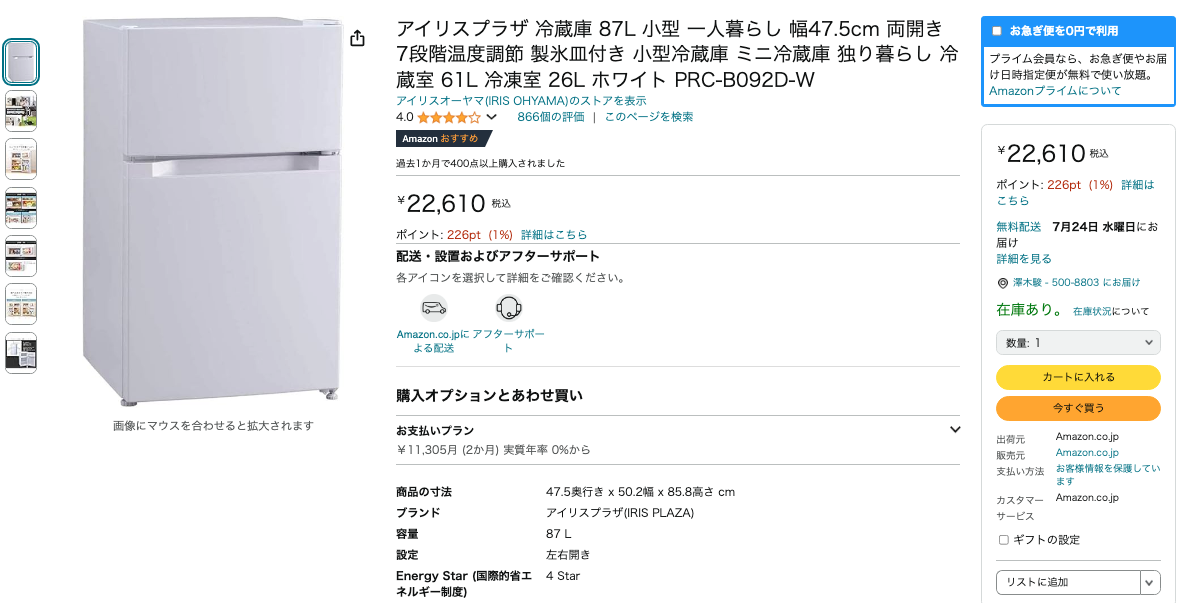 アイリスプラザ 冷蔵庫 87L 小型 一人暮らし 幅47.5cm 両開き
7段階温度調節 製氷皿付き 小型冷蔵庫 ミニ冷蔵庫 独り暮らし 冷
蔵室 61L 冷凍室 26L ホワイト PRC-B092D-W
アイリスオーヤマ(IRIS OHYAMA)のストアを表示
4.0
866個の評価 | このページを検索
Amazon おすすめ
過去1か月で400点以上購入されました
¥22,610 税込
ポイント: 226pt (1%) 詳細はこちら
配送・設置およびアフターサポート
各アイコンを選択して詳細をご確認ください。
Amazon.co.jpに
よる配送
アフターサポー
ト
購入オプションとあわせ買い
お支払いプラン
￥11,305月 (2か月) 実質年率 0%から
商品の寸法 47.5奥行き x 50.2幅 x 85.8高さ cm
ブランド アイリスプラザ(IRIS PLAZA)
容量 87 L
設定 左右開き
Energy Star (国際的省エ 4 Star
ネルギー制度)
画像にマウスを合わせると拡大されます
お急ぎ便を0円で利用
プライム会員なら、お急ぎ便やお届
け日時指定便が無料で使い放題。
Amazonプライムについて
¥22,610 税込
ポイント: 226pt (1%) 詳細は
こちら
無料配送 7月24日 水曜日にお
届け
詳細を見る
澤木駿 - 500-8803 にお届け
在庫あり。 在庫状況について
数量: 1
カートに入れる
今すぐ買う
出荷元 Amazon.co.jp
販売元 Amazon.co.jp
支払い方法 お客様情報を保護してい
ます
カスタマー Amazon.co.jp
サービス
ギフトの設定
リストに追加